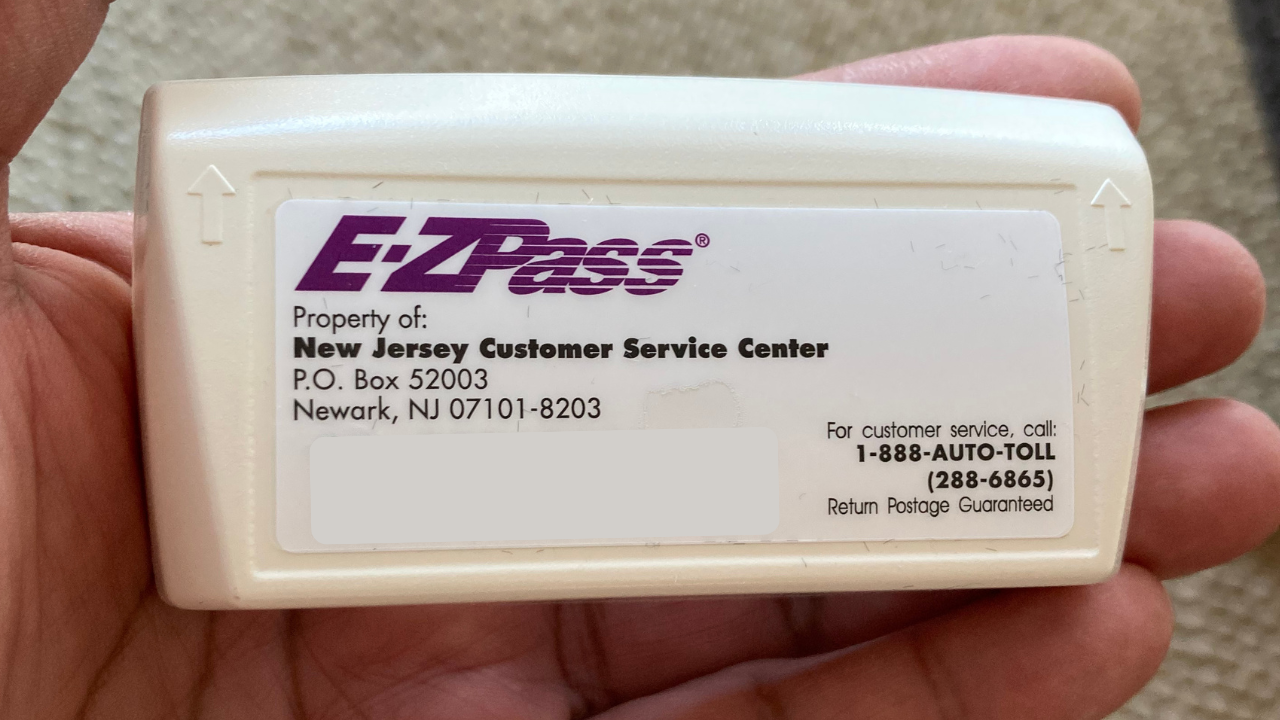 E-ZPass®
Property of:
New Jersey Customer Service Center
P.O. Box 52003
Newark, NJ 07101-8203
For customer service, call:
1-888-AUTO-TOLL
(288-6865)
Return Postage Guaranteed